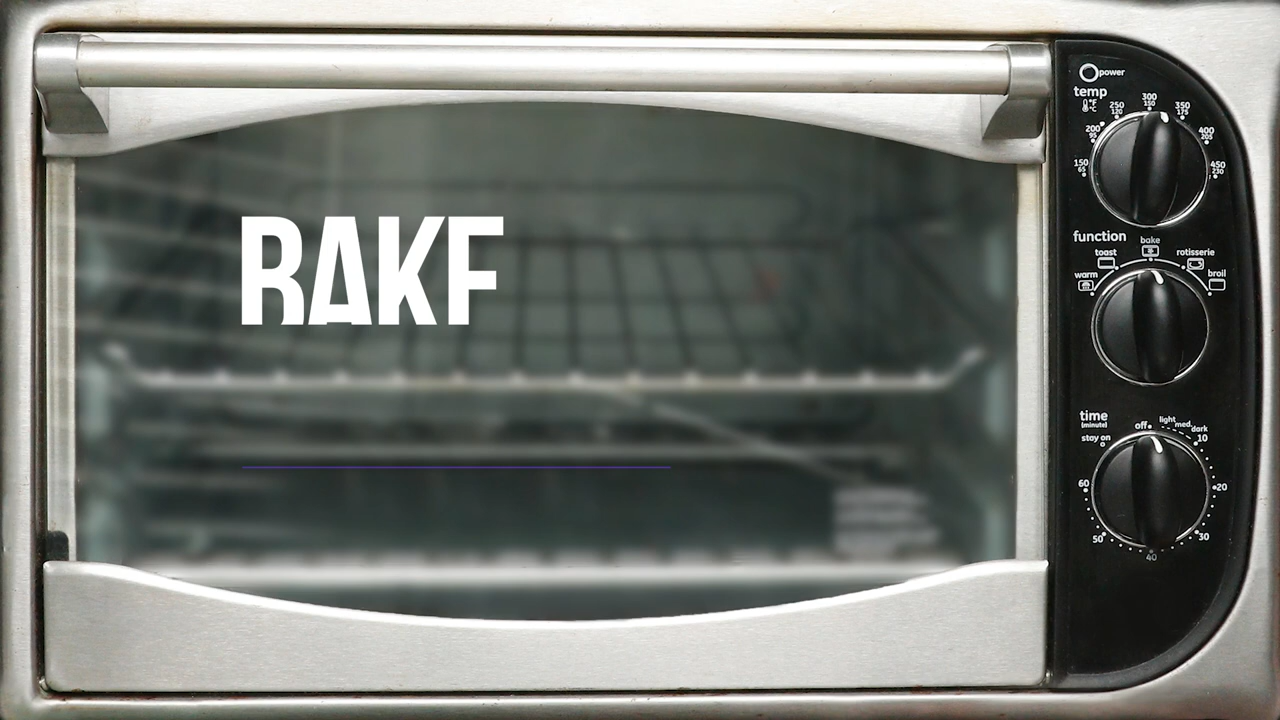 BAKE
power
temp
°F
°C
150
65
200
95
250
120
300
150
350
175
400
205
450
230
function
warm
toast
bake
rotisserie
broil
time
(minute)
stay on
off
light
med
dark
10
20
30
40
50
60